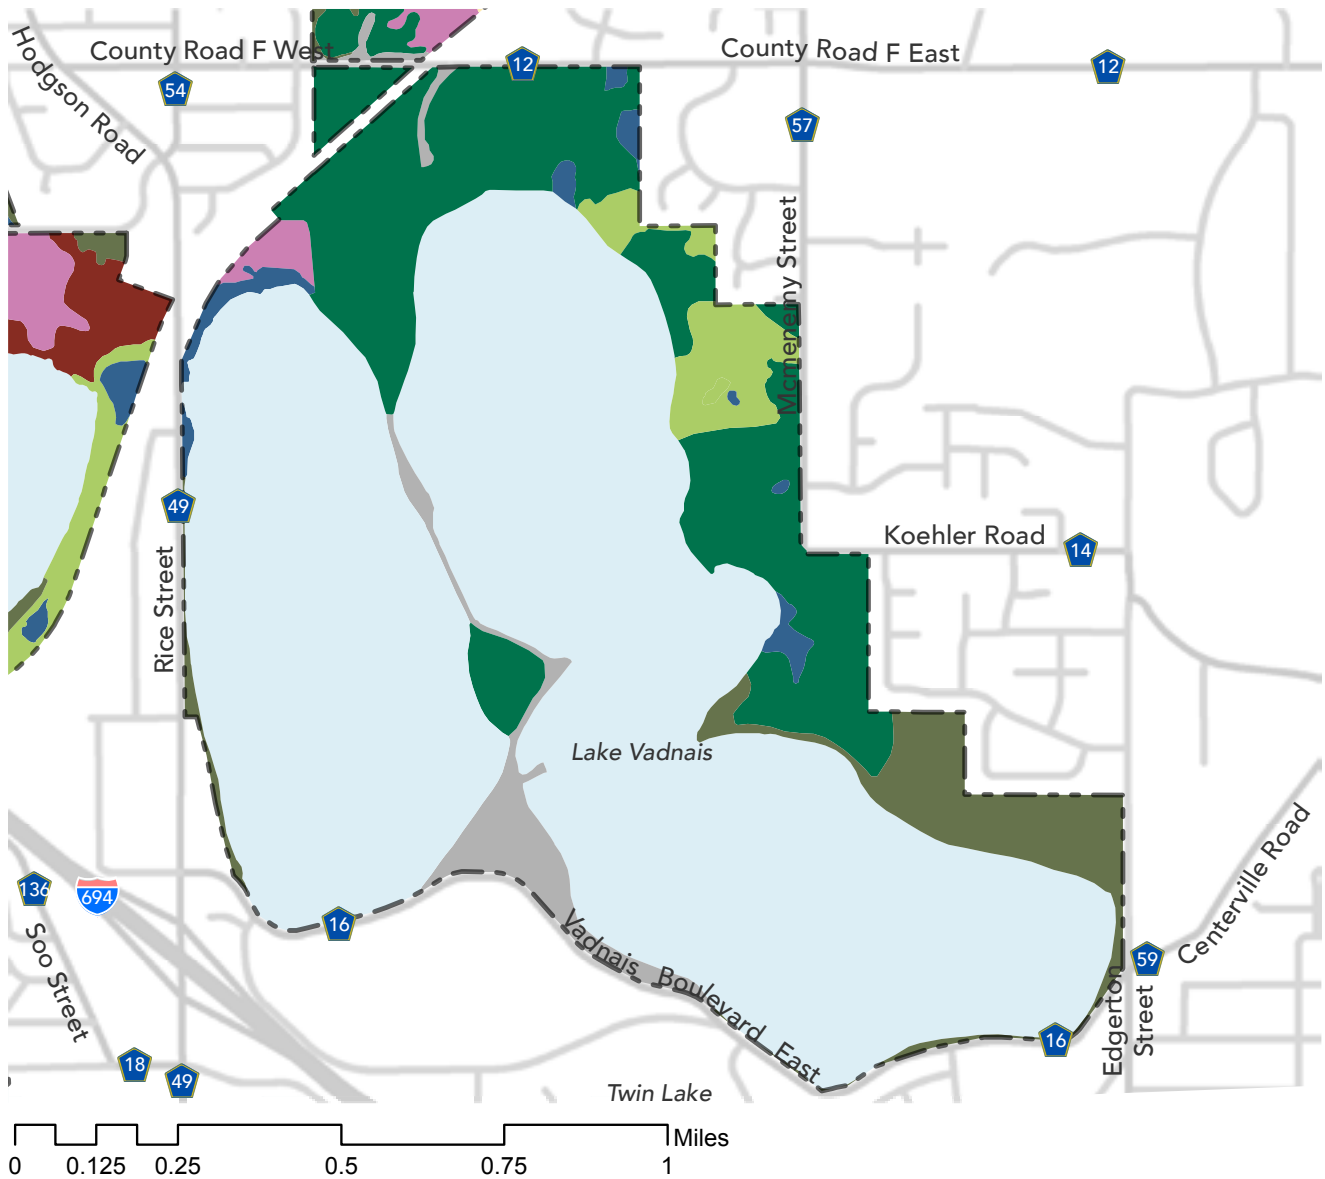 County Road F West
12
County Road F East
12
Hodgson Road
54
57
Mcmenemy Street
49
Koehler Road
14
Rice Street
Lake Vadnais
136
694
16
Soo Street
Vadnais Boulevard East
Centerville Road
59
Edgerton
Street
16
18
49
Twin Lake
Miles
0 0.125 0.25 0.5 0.75 1